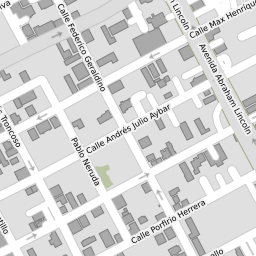 Calle Federico Geraldino
Lincoln
Calle Max Henríque
Avenida Abraham Lincoln
Calle Andrés Julio Aybar
Troncoso
Pablo Neruda
Calle Porfirio Herrera